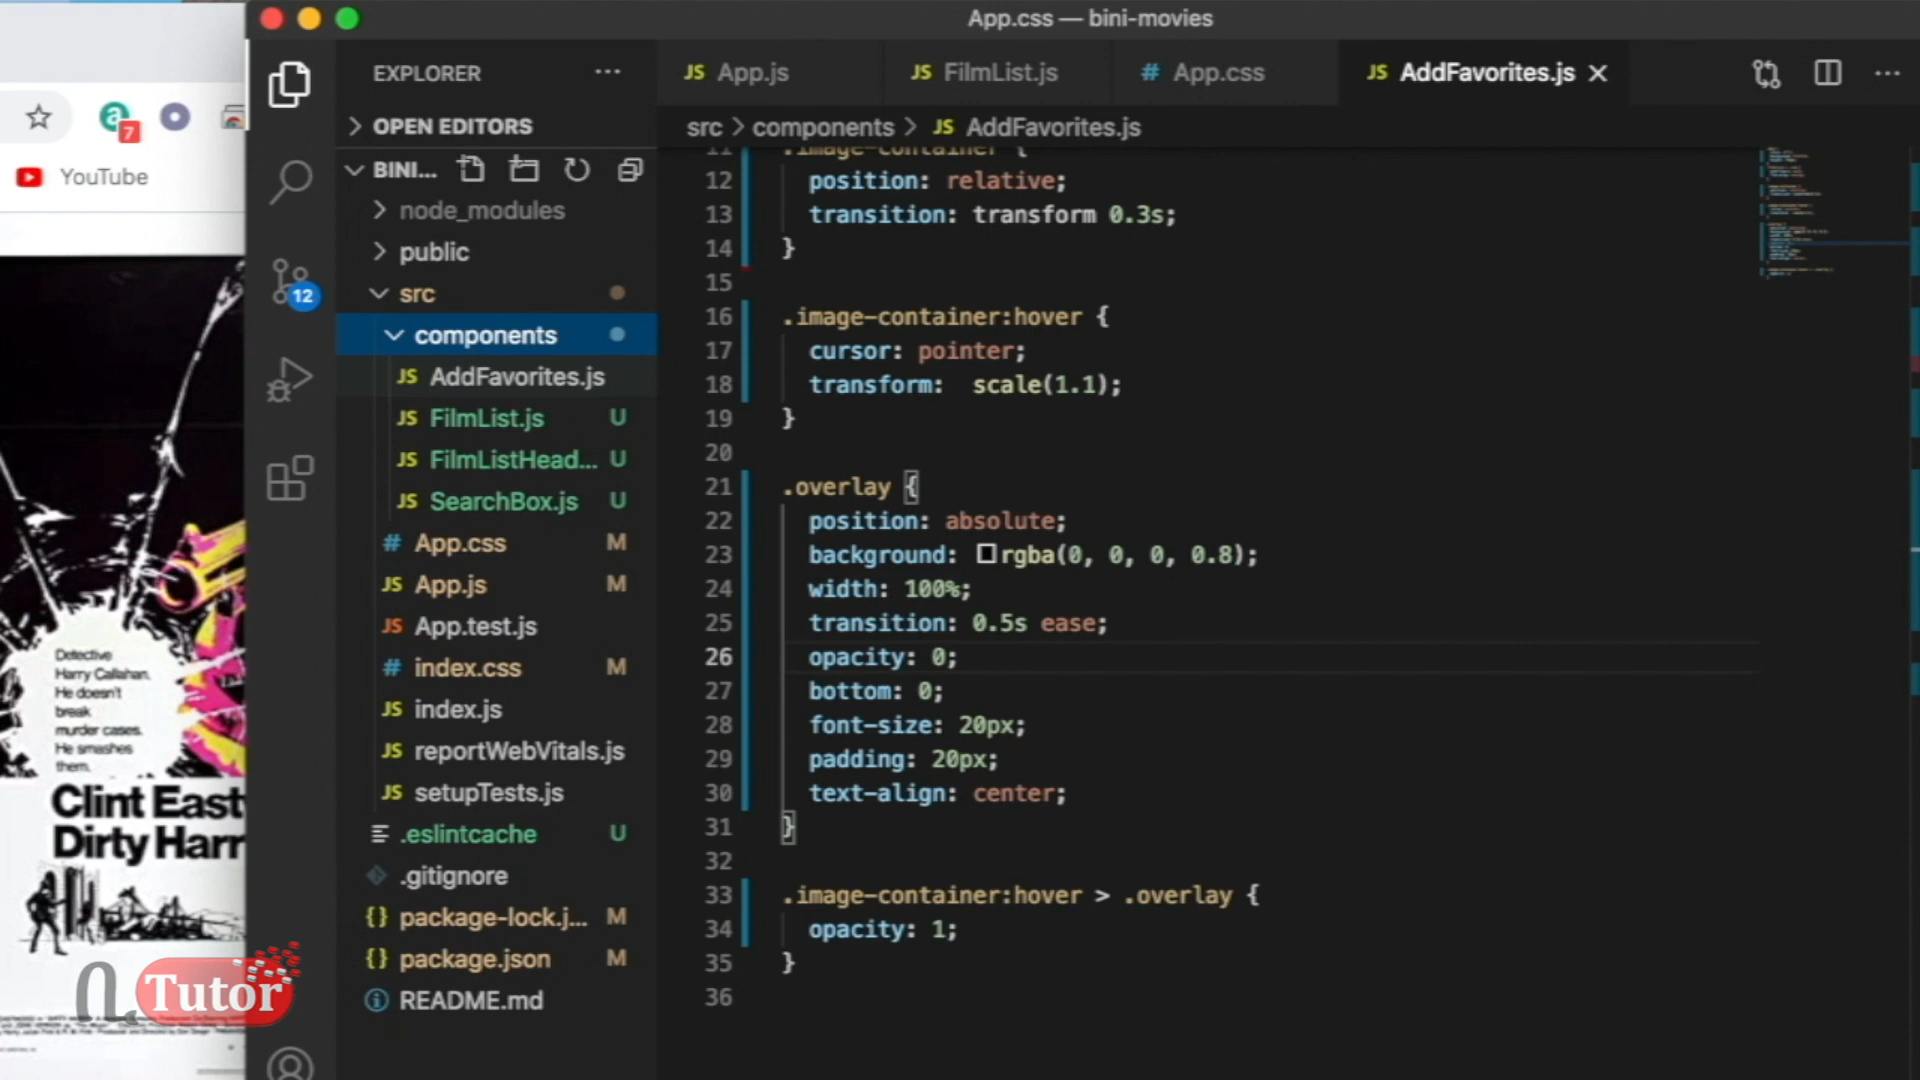 App.css — bini-movies
EXPLORER
JS App.js
JS FilmList.js
# App.css
JS AddFavorites.js
7
OPEN EDITORS
src > components > JS AddFavorites.js
YouTube
BINI...
node_modules
public
src
12
components
JS AddFavorites.js
JS FilmList.js U
JS FilmListHead... U
JS SearchBox.js U
# App.css M
JS App.js M
JS App.test.js
# index.css M
JS index.js
JS reportWebVitals.js
JS setupTests.js
.eslintcache U
.gitignore
{} package-lock.j... M
{} package.json M
README.md
11 .image-container {
12 position: relative;
13 transition: transform 0.3s;
14 }
15
16 .image-container:hover {
17 cursor: pointer;
18 transform:  scale(1.1);
19 }
20
21 .overlay {
22 position: absolute;
23 background: rgba(0, 0, 0, 0.8);
24 width: 100%;
25 transition: 0.5s ease;
26 opacity: 0;
27 bottom: 0;
28 font-size: 20px;
29 padding: 20px;
30 text-align: center;
31 }
32
33 .image-container:hover > .overlay {
34 opacity: 1;
35 }
36
Detective
Harry Callahan.
He doesn't
break
murder cases.
He smashes
them.
Clint East
Dirty Harr
Tutor